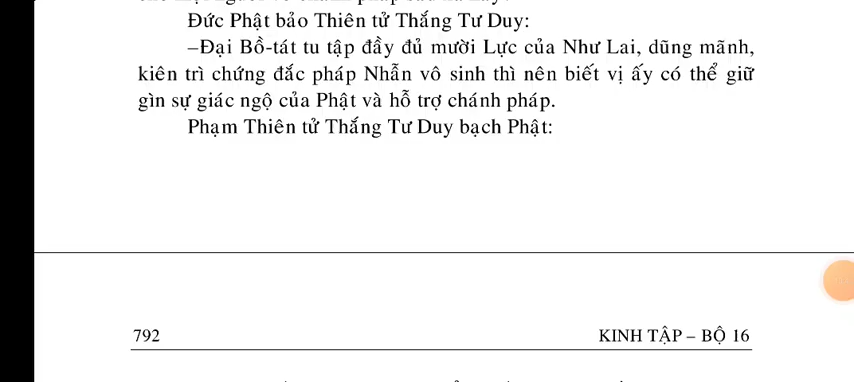 Đức Phật bảo Thiên tử Thắng Tư Duy:
–Đại Bồ-tát tu tập đầy đủ mười Lực của Như Lai, dũng mãnh,
kiên trì chứng đắc pháp Nhẫn vô sinh thì nên biết vị ấy có thể giữ
gìn sự giác ngộ của Phật và hỗ trợ chánh pháp.
Phạm Thiên tử Thắng Tư Duy bạch Phật:
792 KINH TẬP – BỘ 16